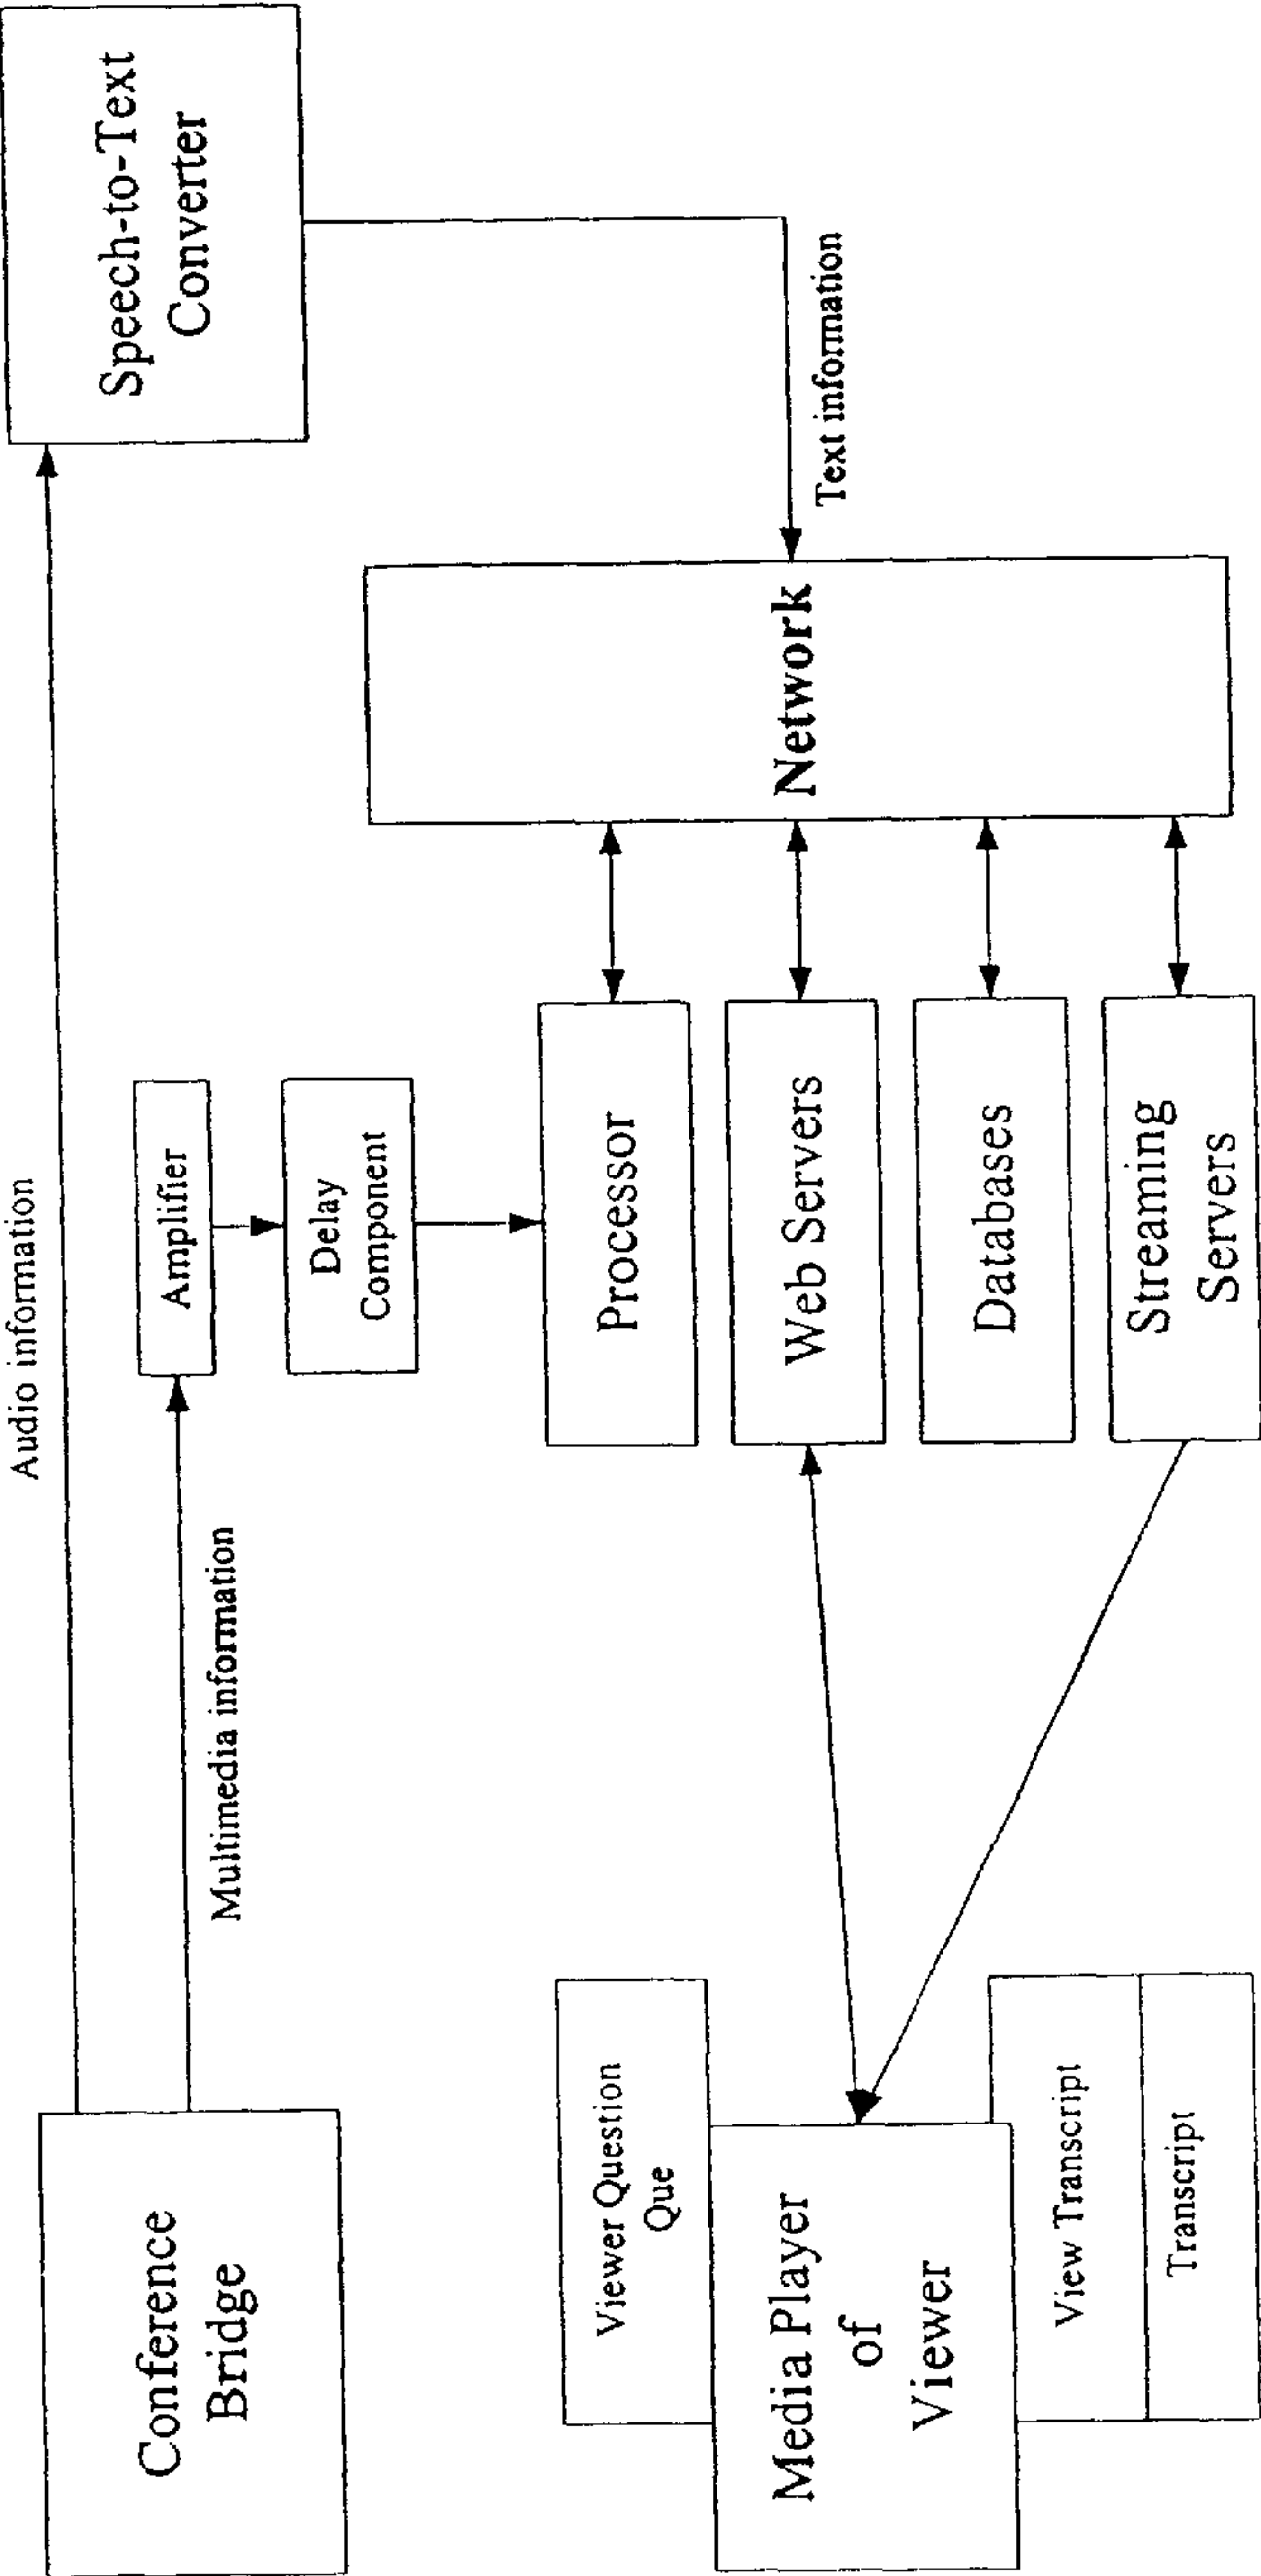 Conference
Bridge
Audio information
Multimedia information
Amplifier
Delay
Component
Speech-to-Text
Converter
Text information
Network
Processor
Web Servers
Databases
Streaming
Servers
Viewer Question
Que
Media Player
of
Viewer
View Transcript
Transcript